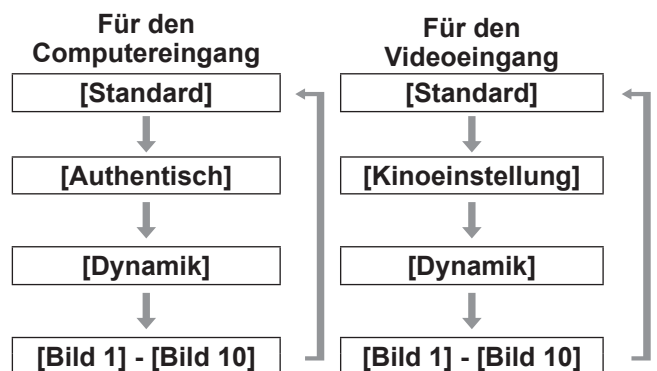 Für den
Computereingang
[Standard]
[Authentisch]
[Dynamik]
[Bild 1] - [Bild 10]
Für den
Videoeingang
[Standard]
[Kinoeinstellung]
[Dynamik]
[Bild 1] - [Bild 10]